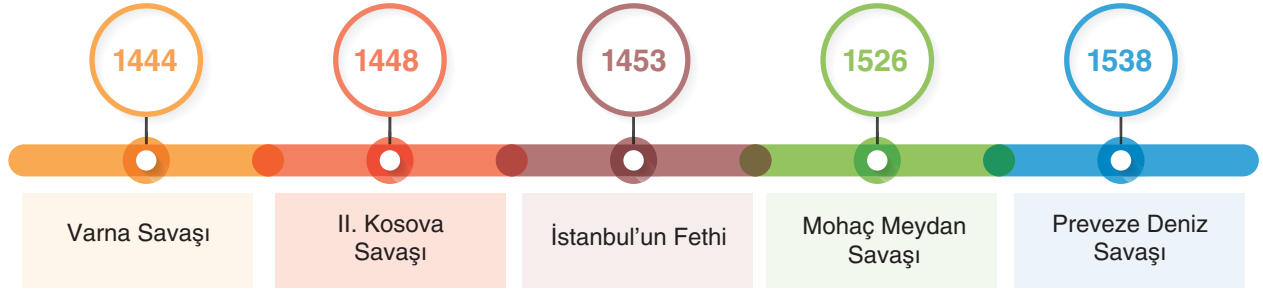 1444
1448
1453
1526
1538
Varna Savaşı
II. Kosova
Savaşı
İstanbul'un Fethi
Mohaç Meydan
Savaşı
Preveze Deniz
Savaşı